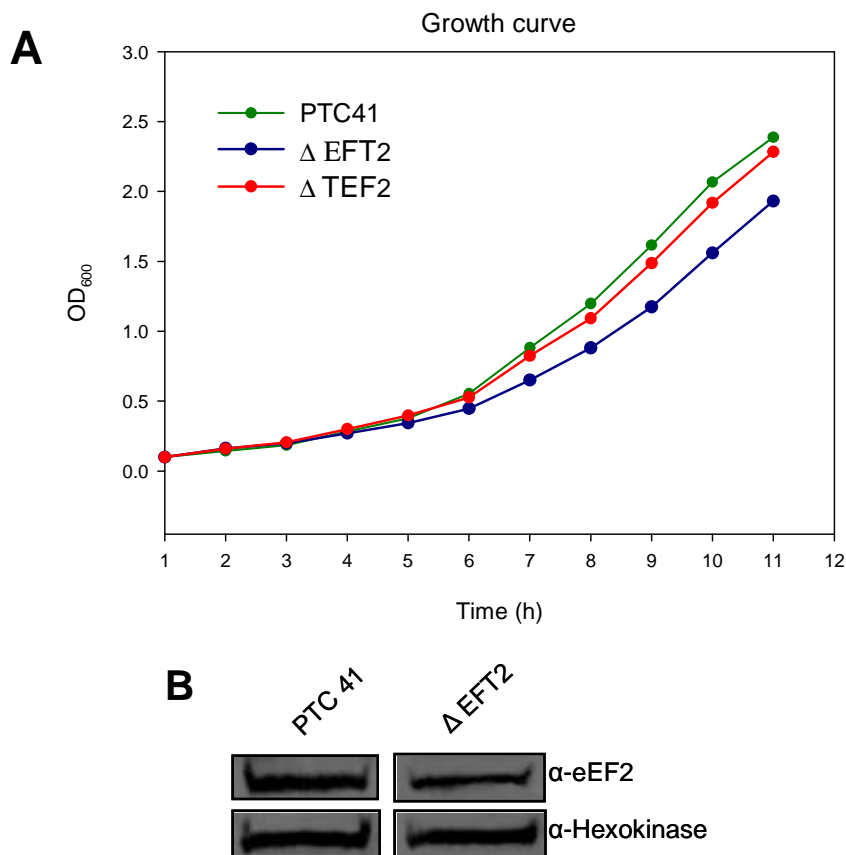 A
Growth curve
3.0
2.5
2.0
1.5
1.0
0.5
0.0
OD600
PTC41
Δ EFT2
Δ TEF2
1 2 3 4 5 6 7 8 9 10 11 12
Time (h)
B
PTC 41
Δ EFT2
α-eEF2
α-Hexokinase